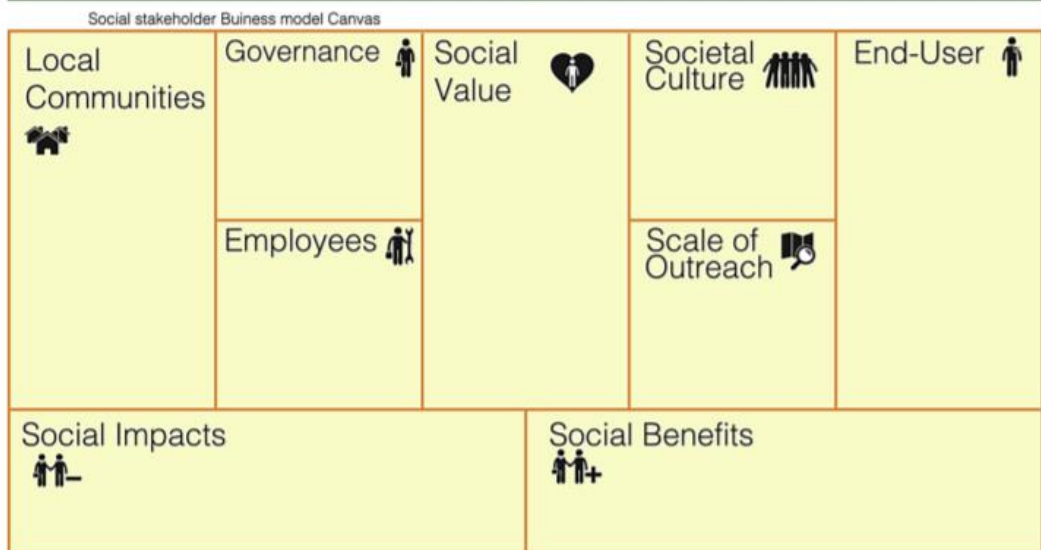 Social stakeholder Buiness model Canvas
Local
Communities
Governance
Employees
Social
Value
Societal
Culture
Scale of
Outreach
End-User
Social Impacts
Social Benefits